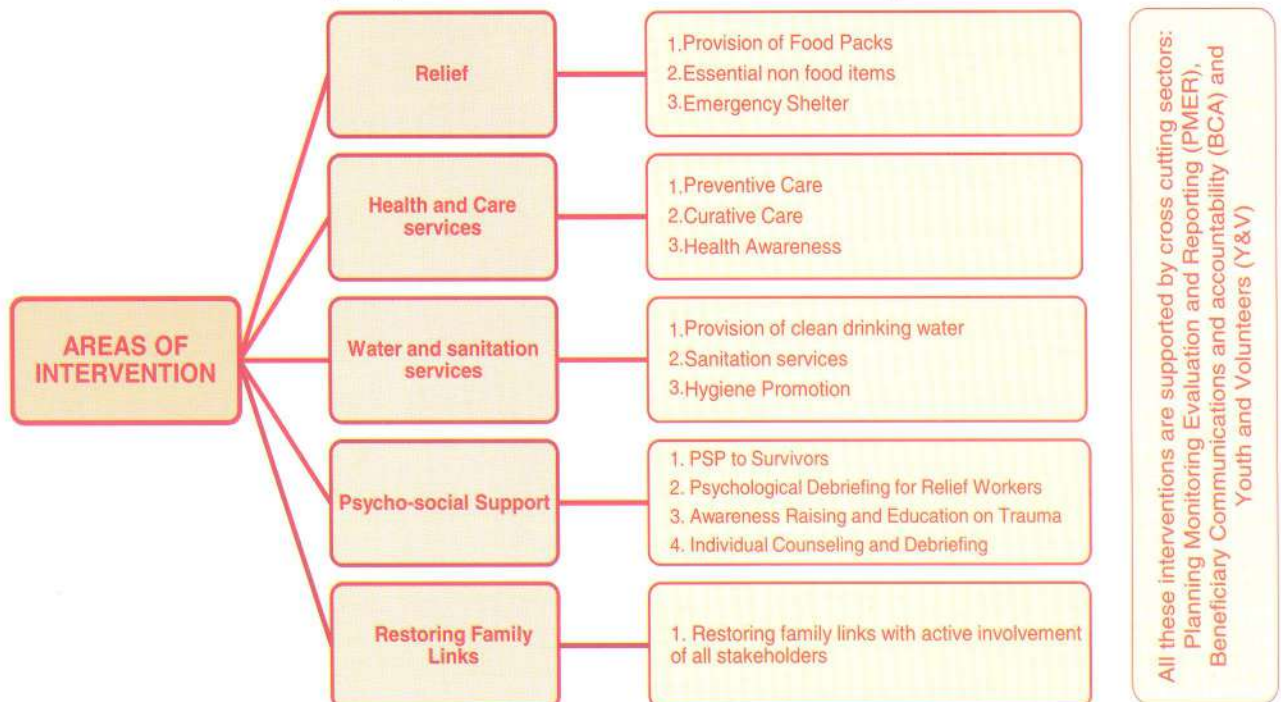 AREAS OF
INTERVENTION
Relief
1.Provision of Food Packs
2.Essential non food items
3.Emergency Shelter
Health and Care
services
1.Preventive Care
2.Curative Care
3.Health Awareness
Water and sanitation
services
1.Provision of clean drinking water
2.Sanitation services
3.Hygiene Promotion
Psycho-social Support
1. PSP to Survivors
2. Psychological Debriefing for Relief Workers
3. Awareness Raising and Education on Trauma
4. Individual Counseling and Debriefing
Restoring Family
Links
1. Restoring family links with active involvement
of all stakeholders
All these interventions are supported by cross cutting sectors:
Planning Monitoring Evaluation and Reporting (PMER),
Beneficiary Communications and accountability (BCA) and
Youth and Volunteers (Y&V)